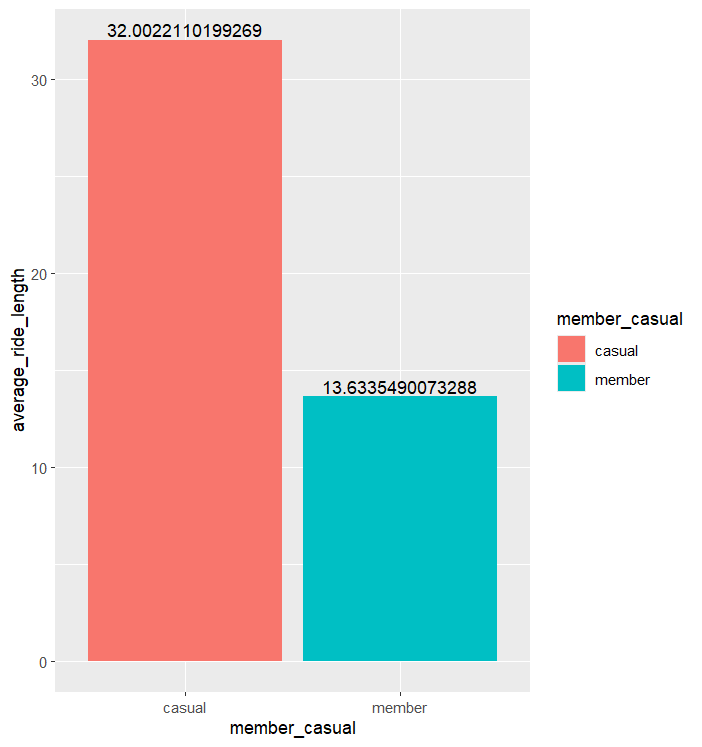 32.0022110199269
30
20
13.6335490073288
10
0
average_ride_length
casual
member
member_casual
member_casual
casual
member